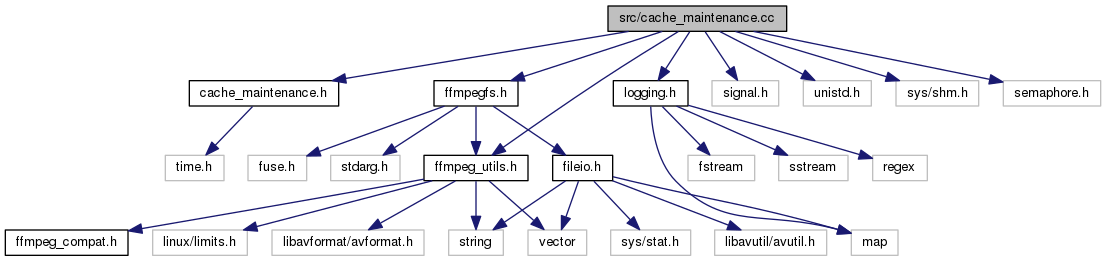 src/cache_maintenance.cc
cache_maintenance.h
ffmpegfs.h
logging.h
signal.h
unistd.h
sys/shm.h
semaphore.h
time.h
fuse.h
stdarg.h
ffmpeg_utils.h
fileio.h
fstream
sstream
regex
ffmpeg_compat.h
linux/limits.h
libavformat/avformat.h
string
vector
sys/stat.h
libavutil/avutil.h
map